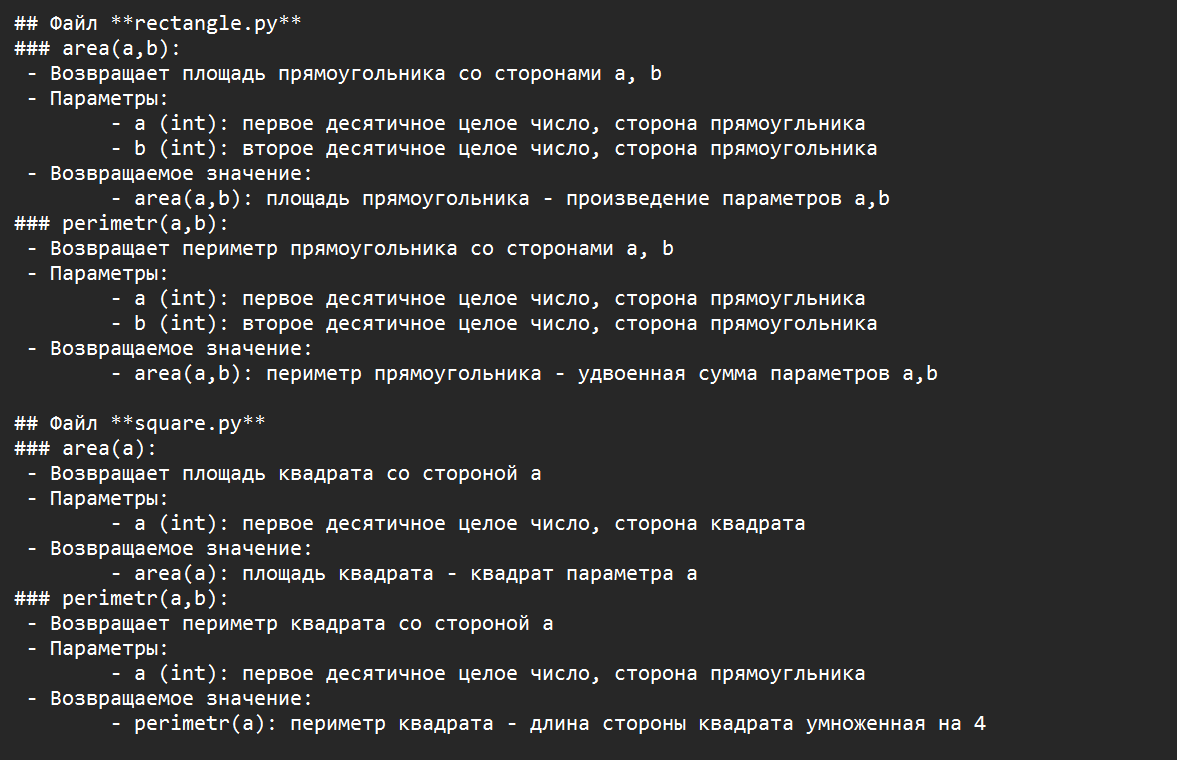 ## Файл **rectangle.py**
### area(a,b):
 - Возвращает площадь прямоугольника со сторонами a, b
 - Параметры:
        - a (int): первое десятичное целое число, сторона прямоугльника
        - b (int): второе десятичное целое число, сторона прямоугольника
 - Возвращаемое значение:
        - area(a,b): площадь прямоугольника - произведение параметров a,b
### perimetr(a,b):
 - Возвращает периметр прямоугольника со сторонами a, b
 - Параметры:
        - a (int): первое десятичное целое число, сторона прямоугльника
        - b (int): второе десятичное целое число, сторона прямоугольника
 - Возвращаемое значение:
        - area(a,b): периметр прямоугольника - удвоенная сумма параметров a,b

## Файл **square.py**
### area(a):
 - Возвращает площадь квадрата со стороной a
 - Параметры:
        - a (int): первое десятичное целое число, сторона квадрата
 - Возвращаемое значение:
        - area(a): площадь квадрата - квадрат параметра a
### perimetr(a,b):
 - Возвращает периметр квадрата со стороной a
 - Параметры:
        - a (int): первое десятичное целое число, сторона прямоугльника
 - Возвращаемое значение:
        - perimetr(a): периметр квадрата - длина стороны квадрата умноженная на 4